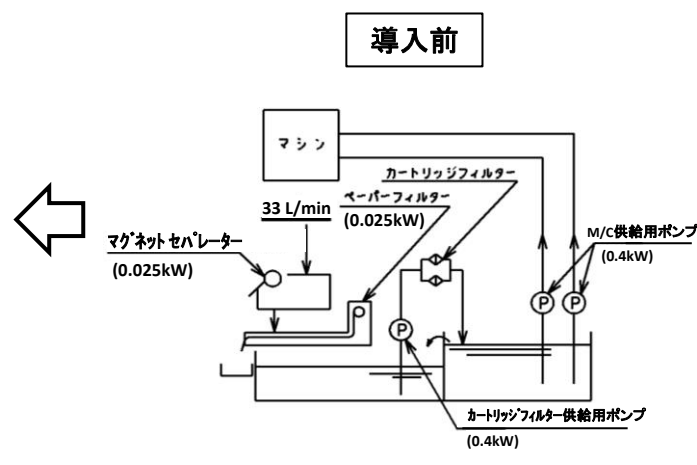 導入前
マシン
カートリッジフィルター
ペーパーフィルター
(0.025kW)
33 L/min
マグネットセパレーター
(0.025kW)
M/C供給用ポンプ
(0.4kW)
P
P
P
カートリッジフィルター供給用ポンプ
(0.4kW)